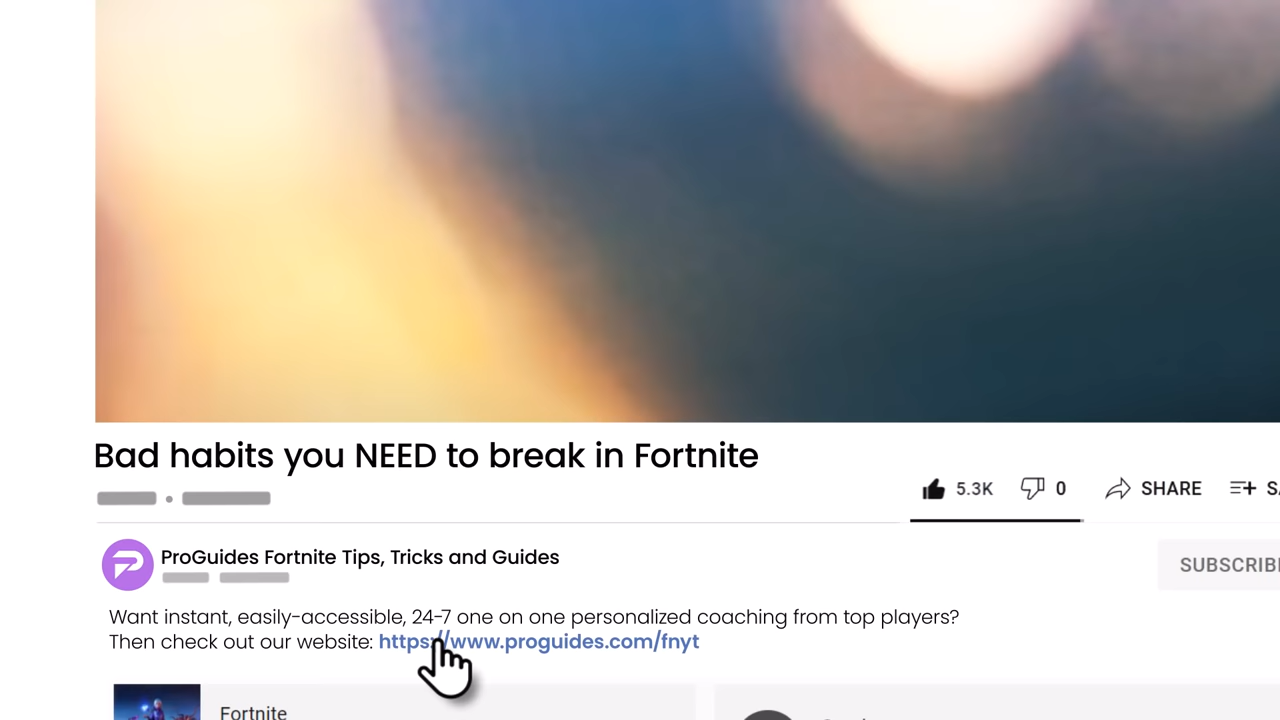 Bad habits you NEED to break in Fortnite
5.3K 0 SHARE
ProGuides Fortnite Tips, Tricks and Guides
Want instant, easily-accessible, 24-7 one on one personalized coaching from top players?
Then check out our website: https://www.proguides.com/fnyt
Fortnite